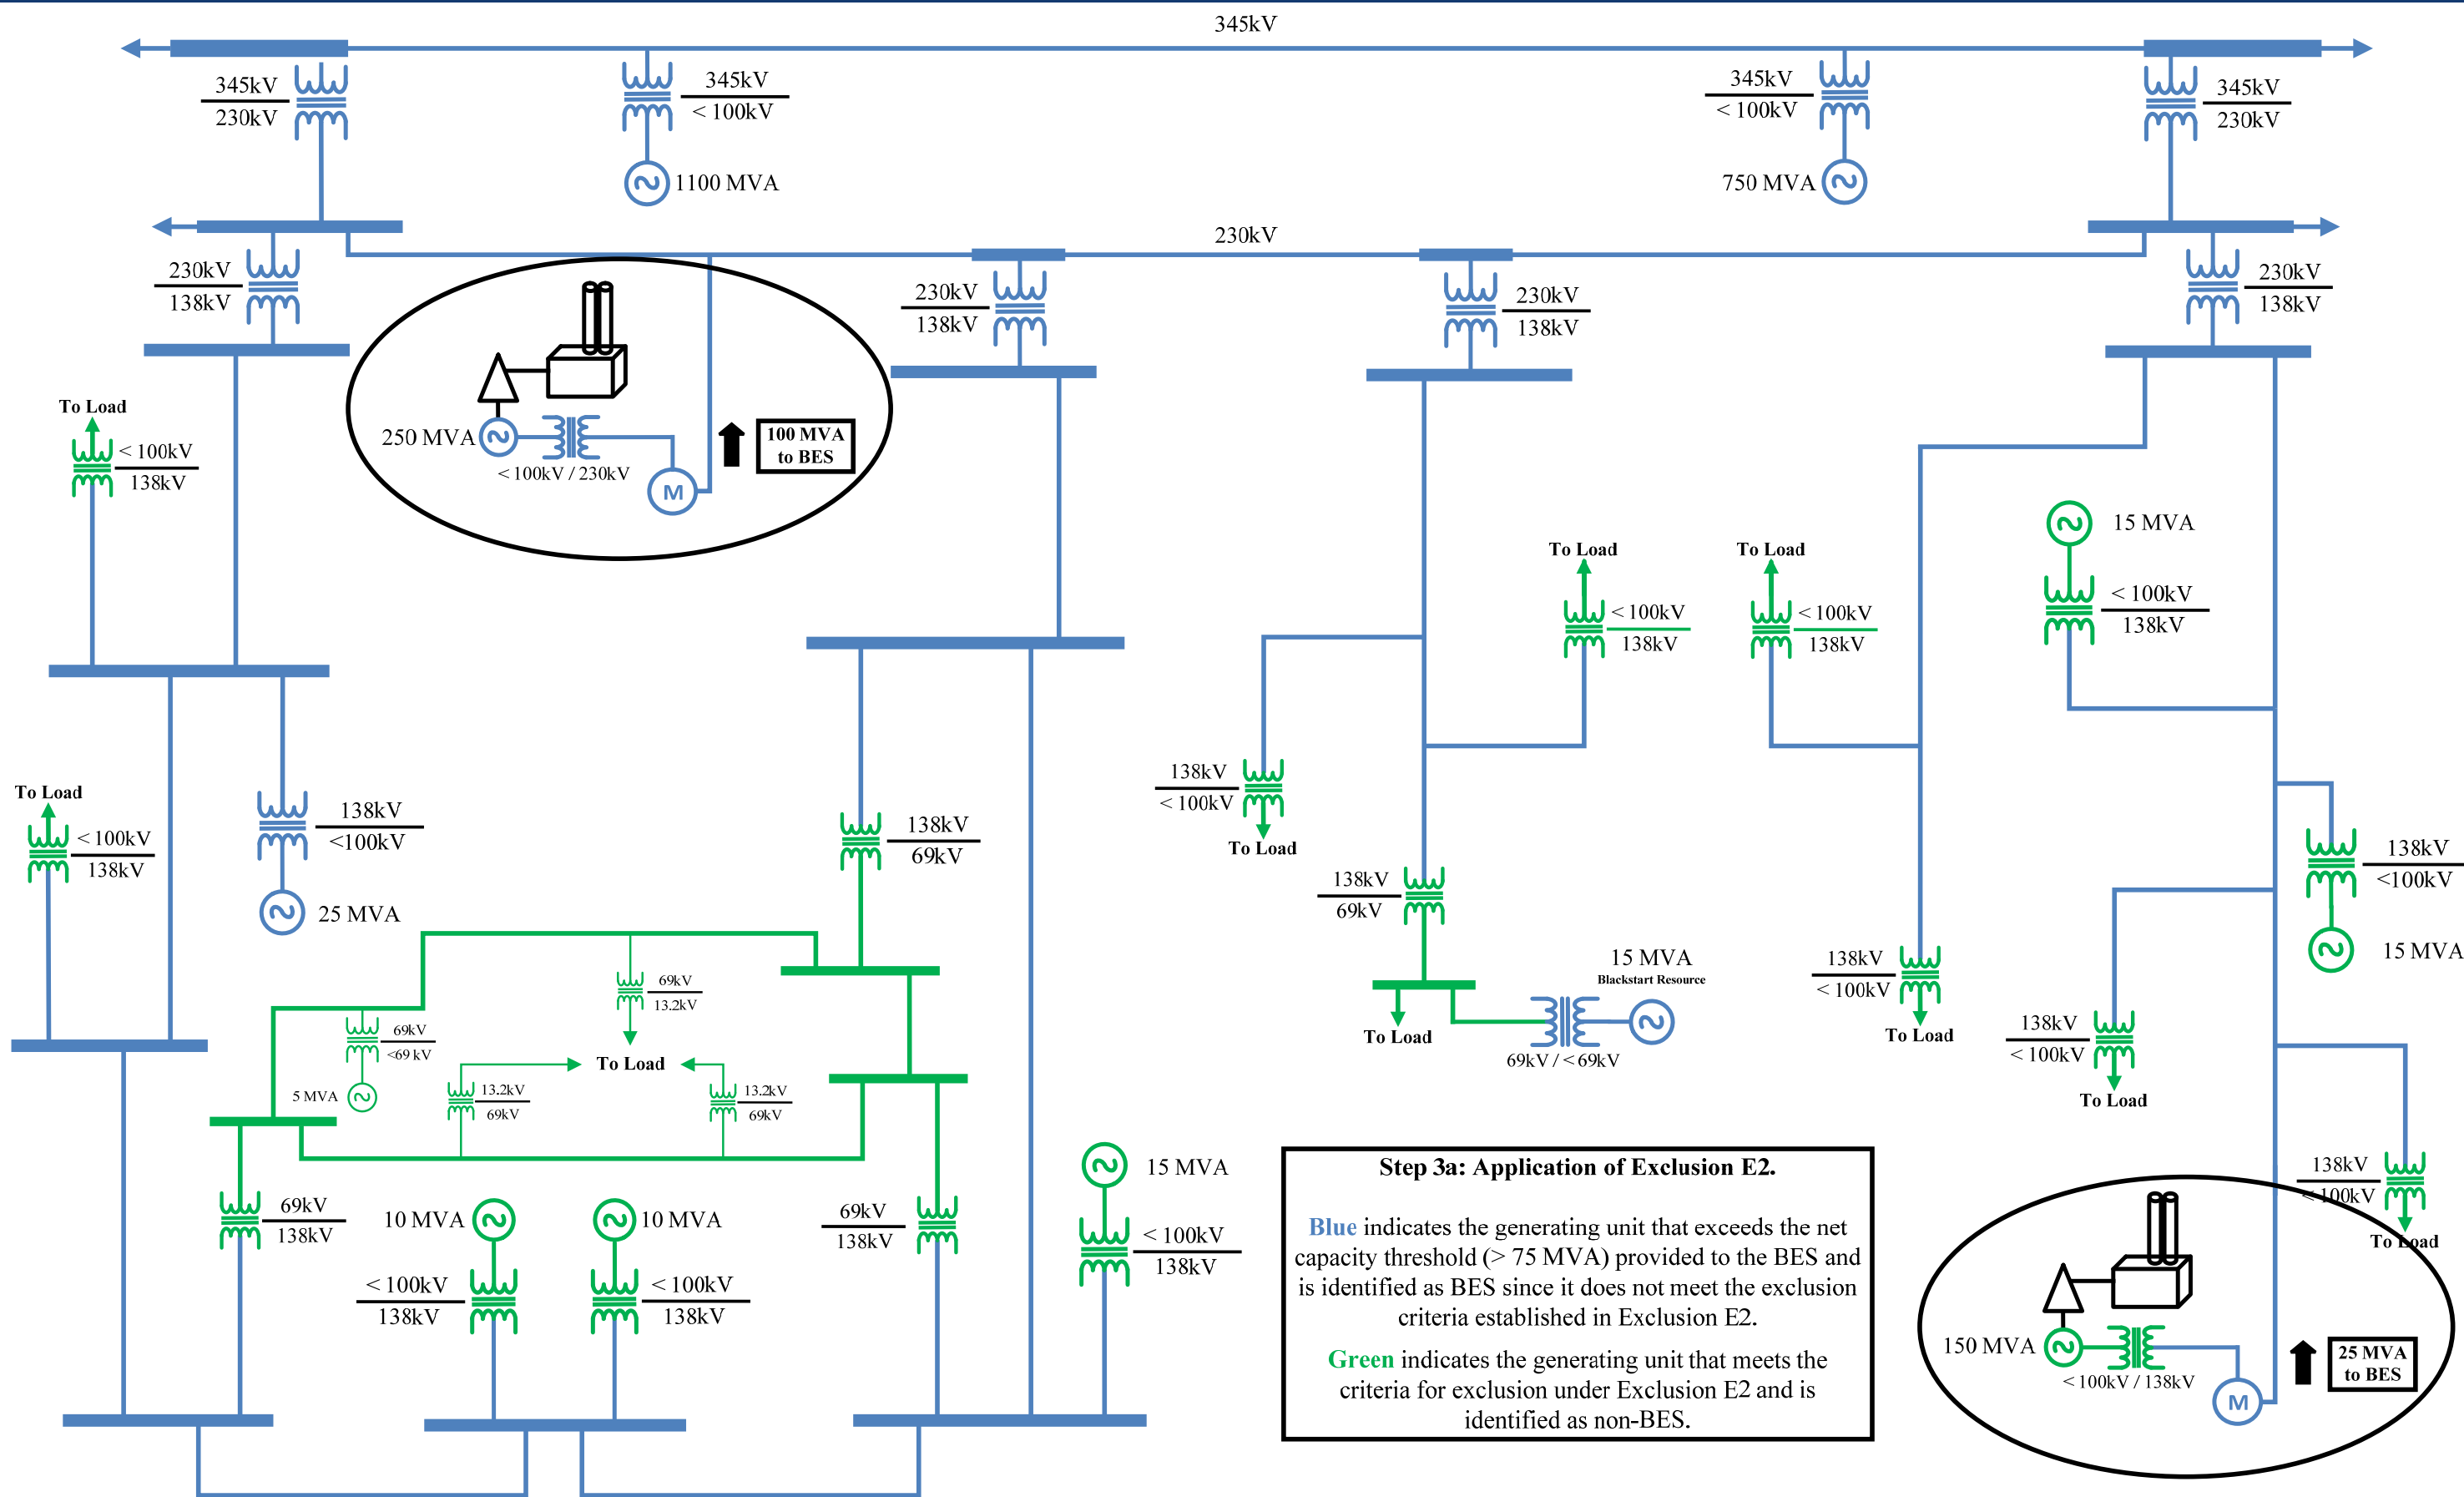 345kV
345kV
230kV
345kV
< 100kV
1100 MVA
345kV
< 100kV
750 MVA
345kV
230kV
230kV
230kV
138kV
230kV
138kV
230kV
138kV
230kV
138kV
250 MVA
< 100kV / 230kV
M
100 MVA
to BES
To Load
< 100kV
138kV
To Load
< 100kV
138kV
138kV
<100kV
25 MVA
138kV
69kV
69kV
13.2kV
To Load
69kV
<69 kV
5 MVA
13.2kV
69kV
13.2kV
69kV
69kV
138kV
10 MVA
< 100kV
138kV
10 MVA
< 100kV
138kV
69kV
138kV
15 MVA
< 100kV
138kV
To Load
< 100kV
138kV
To Load
< 100kV
138kV
15 MVA
< 100kV
138kV
138kV
< 100kV
To Load
138kV
69kV
To Load
15 MVA
Blackstart Resource
69kV / < 69kV
138kV
< 100kV
To Load
138kV
<100kV
15 MVA
138kV
< 100kV
To Load
138kV
< 100kV
To Load
150 MVA
< 100kV / 138kV
M
25 MVA
to BES
Step 3a: Application of Exclusion E2.
Blue indicates the generating unit that exceeds the net
capacity threshold (> 75 MVA) provided to the BES and
is identified as BES since it does not meet the exclusion
criteria established in Exclusion E2.
Green indicates the generating unit that meets the
criteria for exclusion under Exclusion E2 and is
identified as non-BES.